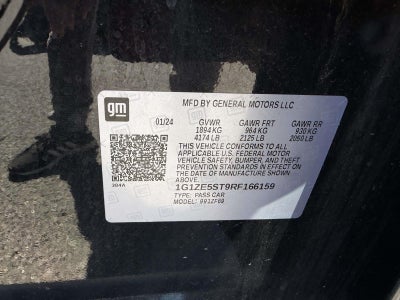 gm
MFD BY GENERAL MOTORS LLC
01/24 GVWR GAWR FRT GAWR RR
1894 KG 964 KG 930 KG
4174 LB 2125 LB 2050 LB
THIS VEHICLE CONFORMS TO ALL
APPLICABLE U.S. FEDERAL MOTOR
VEHICLE SAFETY, BUMPER, AND THEFT
PREVENTION STANDARDS IN EFFECT ON
THE DATE OF MANUFACTURE SHOWN
ABOVE.
394A
1G1ZE5ST9RF166159
TYPE: PASS CAR
MODEL: 991ZF69